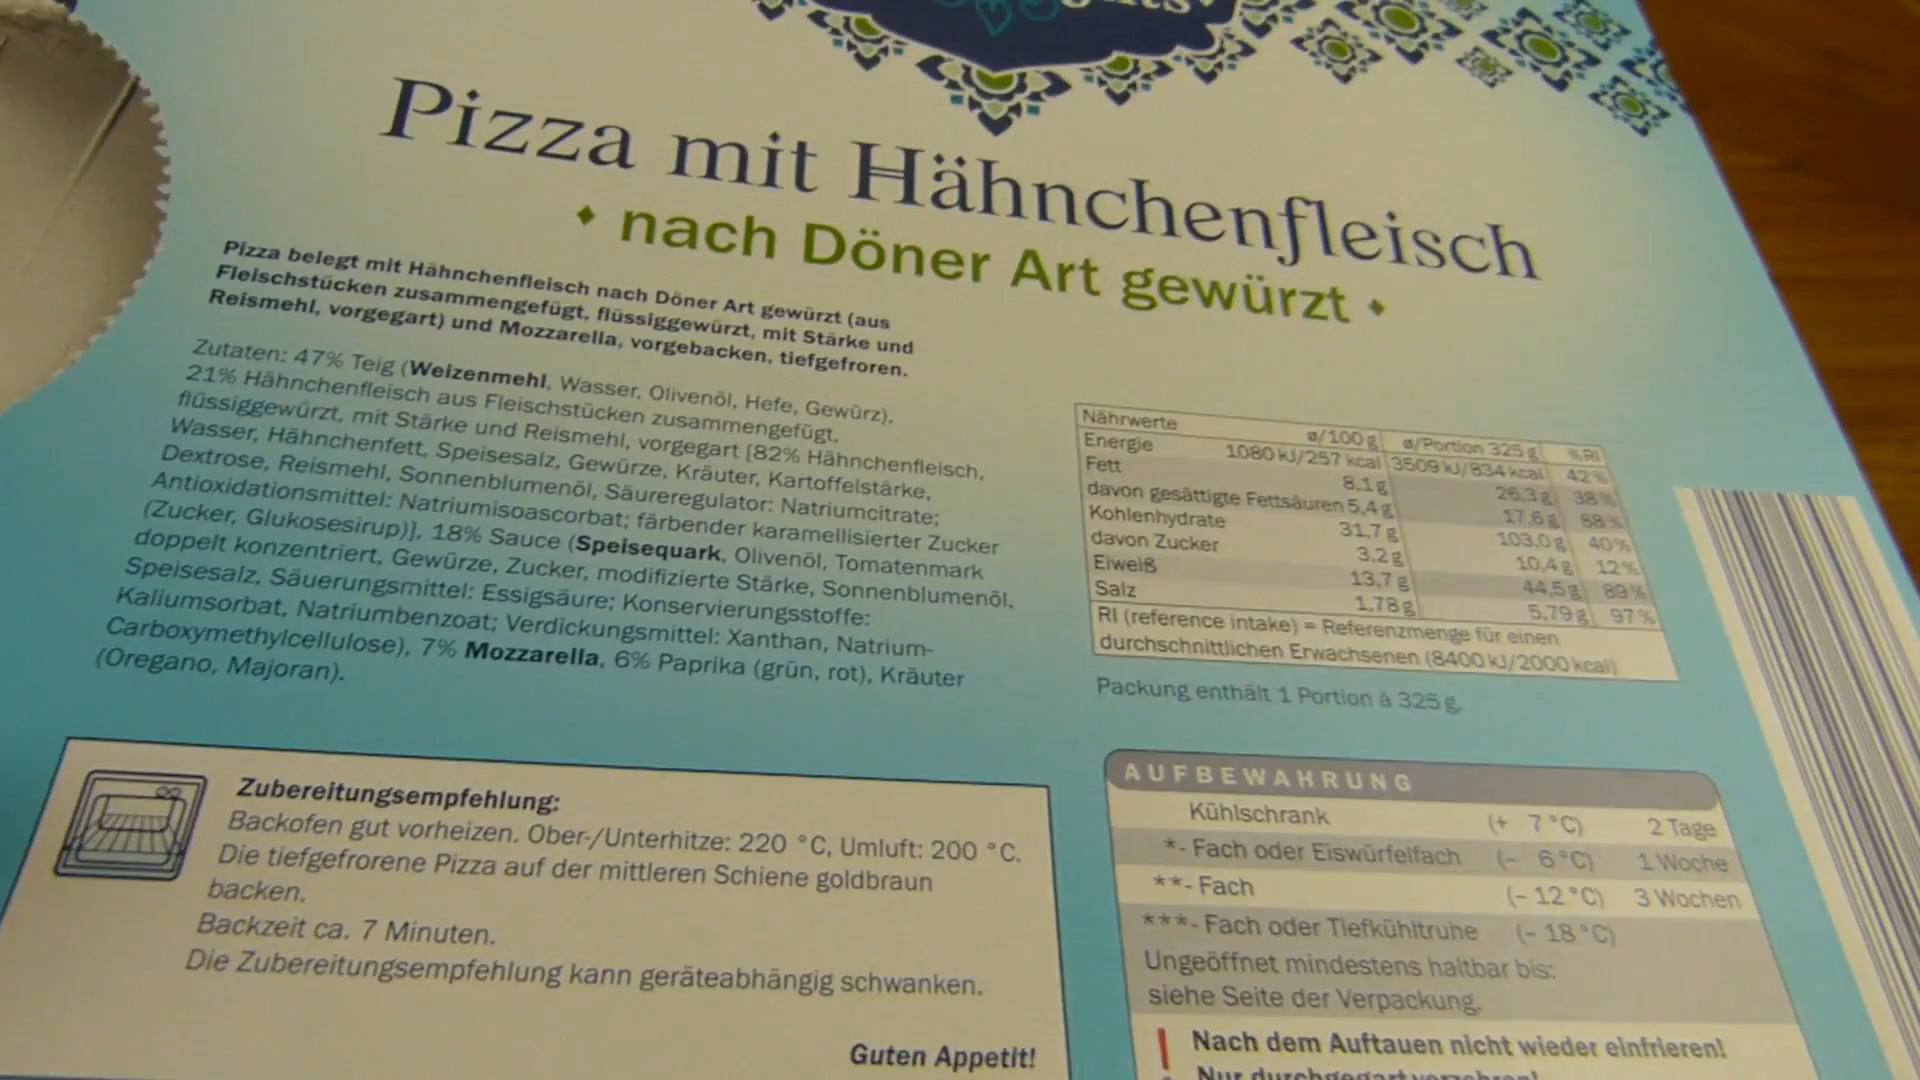 Pizza mit Hähnchenfleisch
nach Döner Art gewürzt
Pizza belegt mit Hähnchenfleisch nach Döner Art gewürzt (aus
Fleischstücken zusammengefügt, flüssiggewürzt, mit Stärke und
Reismehl, vorgegart) und Mozzarella, vorgebacken, tiefgefroren.
Zutaten: 47% Teig (Weizenmehl, Wasser, Olivenöl, Hefe, Gewürz),
21% Hähnchenfleisch aus Fleischstücken zusammengefügt,
flüssiggewürzt, mit Stärke und Reismehl, vorgegart [82% Hähnchenfleisch,
Wasser, Hähnchenfett, Speisesalz, Gewürze, Kräuter, Kartoffelstärke,
Dextrose, Reismehl, Sonnenblumenöl, Säureregulator: Natriumcitrate;
Antioxidationsmittel: Natriumisoascorbat; färbender karamellisierter Zucker
(Zucker, Glukosesirup)], 18% Sauce (Speisequark, Olivenöl, Tomatenmark
doppelt konzentriert, Gewürze, Zucker, modifizierte Stärke, Sonnenblumenöl,
Speisesalz, Säuerungsmittel: Essigsäure; Konservierungsstoffe:
Kaliumsorbat, Natriumbenzoat; Verdickungsmittel: Xanthan, Natrium-
Carboxymethylcellulose), 7% Mozzarella, 6% Paprika (grün, rot), Kräuter
(Oregano, Majoran).
Nährwerte ø/100 g ø/Portion 325 g %RI
Energie 1080 kJ/257 kcal 3509 kJ/834 kcal 42%
Fett 8,1 g 26,3 g 38%
davon gesättigte Fettsäuren 5,4 g 17,6 g 88%
Kohlenhydrate 31,7 g 103,0 g 40%
davon Zucker 3,2 g 10,4 g 12%
Eiweiß 13,7 g 44,5 g 89%
Salz 1,78 g 5,79 g 97%
RI (reference intake) = Referenzmenge für einen
durchschnittlichen Erwachsenen (8400 kJ/2000 kcal)
Packung enthält 1 Portion à 325 g.
Zubereitungsempfehlung:
Backofen gut vorheizen. Ober-/Unterhitze: 220 °C, Umluft: 200 °C.
Die tiefgefrorene Pizza auf der mittleren Schiene goldbraun
backen.
Backzeit ca. 7 Minuten.
Die Zubereitungsempfehlung kann geräteabhängig schwanken.
Guten Appetit!
AUFBEWAHRUNG
Kühlschrank (+ 7 °C) 2 Tage
*- Fach oder Eiswürfelfach (- 6 °C) 1 Woche
**- Fach (- 12 °C) 3 Wochen
***- Fach oder Tiefkühltruhe (- 18 °C)
Ungeöffnet mindestens haltbar bis:
siehe Seite der Verpackung.
! Nach dem Auftauen nicht wieder einfrieren!
Nur durchgegart verzehren!